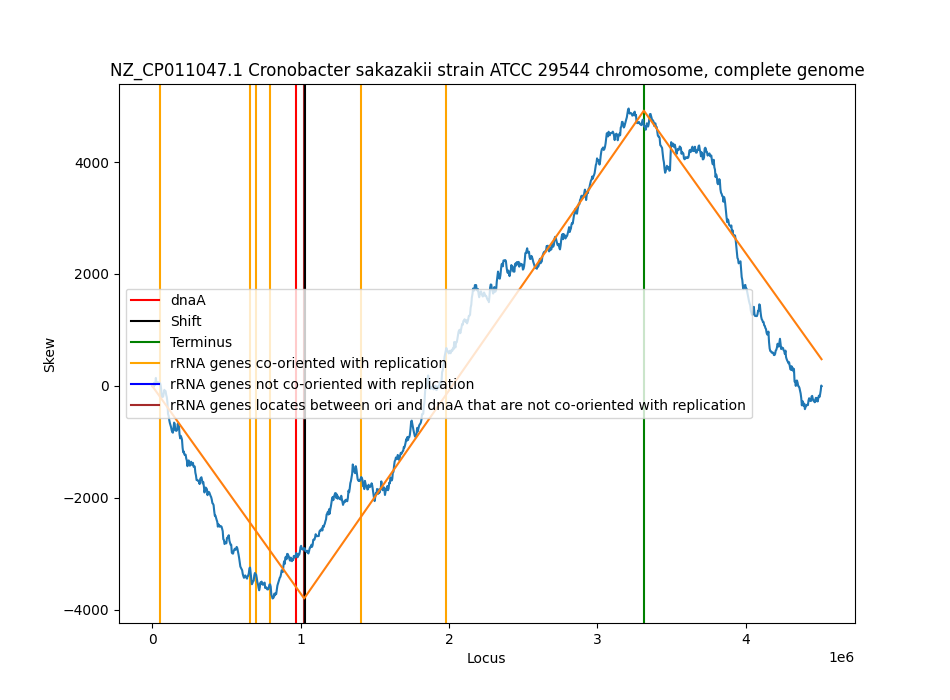 NZ_CP011047.1 Cronobacter sakazakii strain ATCC 29544 chromosome, complete genome
4000
2000
0
−2000
−4000
Skew
dnaA
Shift
Terminus
rRNA genes co-oriented with replication
rRNA genes not co-oriented with replication
rRNA genes locates between ori and dnaA that are not co-oriented with replication
0 1 2 3 4
1e6
Locus